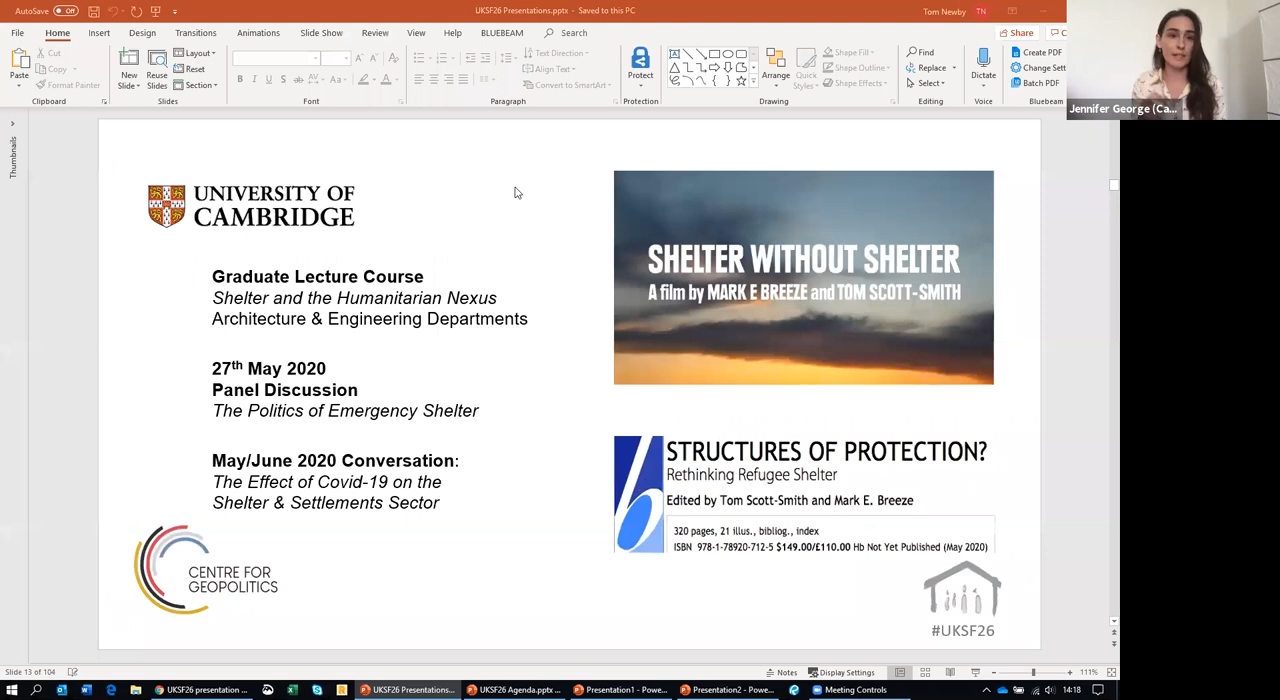 AutoSave Off
UKSF26 Presentations.pptx - Saved to this PC
Tom Newby TN
File Home Insert Design Transitions Animations Slide Show Review View Help BLUEBEAM Search
Share
Paste
Cut
Copy
Format Painter
Clipboard
New Slide
Reuse Slides
Layout
Reset
Section
Slides
Font
Text Direction
Align Text
Convert to SmartArt
Paragraph
Protect
Protection
Arrange
Quick Styles
Shape Fill
Shape Outline
Shape Effects
Drawing
Find
Replace
Select
Editing
Dictate
Voice
Create PDF
Change Sett
Batch PDF
Bluebeam
Jennifer George (Ca...
Thumbnails
UNIVERSITY OF
CAMBRIDGE
Graduate Lecture Course
Shelter and the Humanitarian Nexus
Architecture & Engineering Departments
27th May 2020
Panel Discussion
The Politics of Emergency Shelter
May/June 2020 Conversation:
The Effect of Covid-19 on the
Shelter & Settlements Sector
CENTRE FOR
GEOPOLITICS
SHELTER WITHOUT SHELTER
A film by MARK E BREEZE and TOM SCOTT-SMITH
STRUCTURES OF PROTECTION?
Rethinking Refugee Shelter
Edited by Tom Scott-Smith and Mark E. Breeze
320 pages, 21 illus., bibliog., index
ISBN 978-1-78920-712-5 $149.00/£110.00 Hb Not Yet Published (May 2020)
#UKSF26
Slide 13 of 104
Notes
Display Settings
111%
UKSF26 presentation ...
UKSF26 Presentations...
UKSF26 Agenda.pptx ...
Presentation1 - Powe...
Presentation2 - Powe...
Meeting Controls
14:18